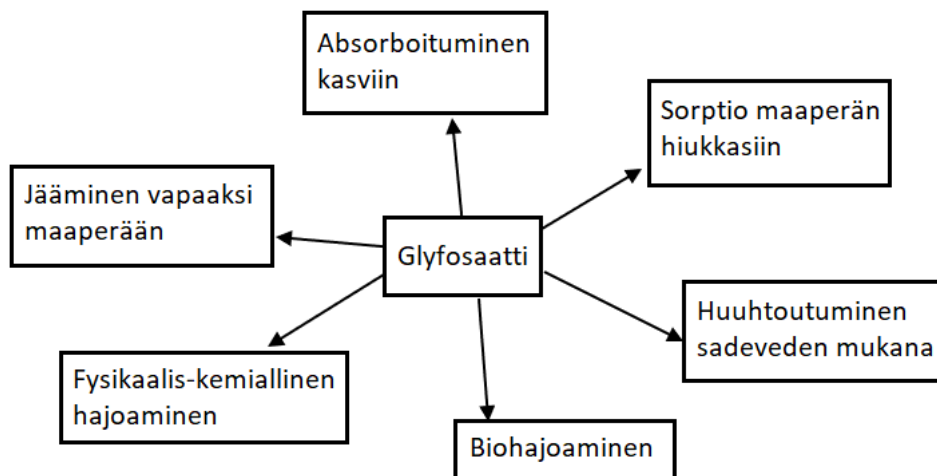 Absorboituminen
kasviin
Sorptio maaperän
hiukkasiin
Jääminen vapaaksi
maaperään
Glyfosaatti
Huuhtoutuminen
sadeveden mukana
Fysikaalis-kemiallinen
hajoaminen
Biohajoaminen